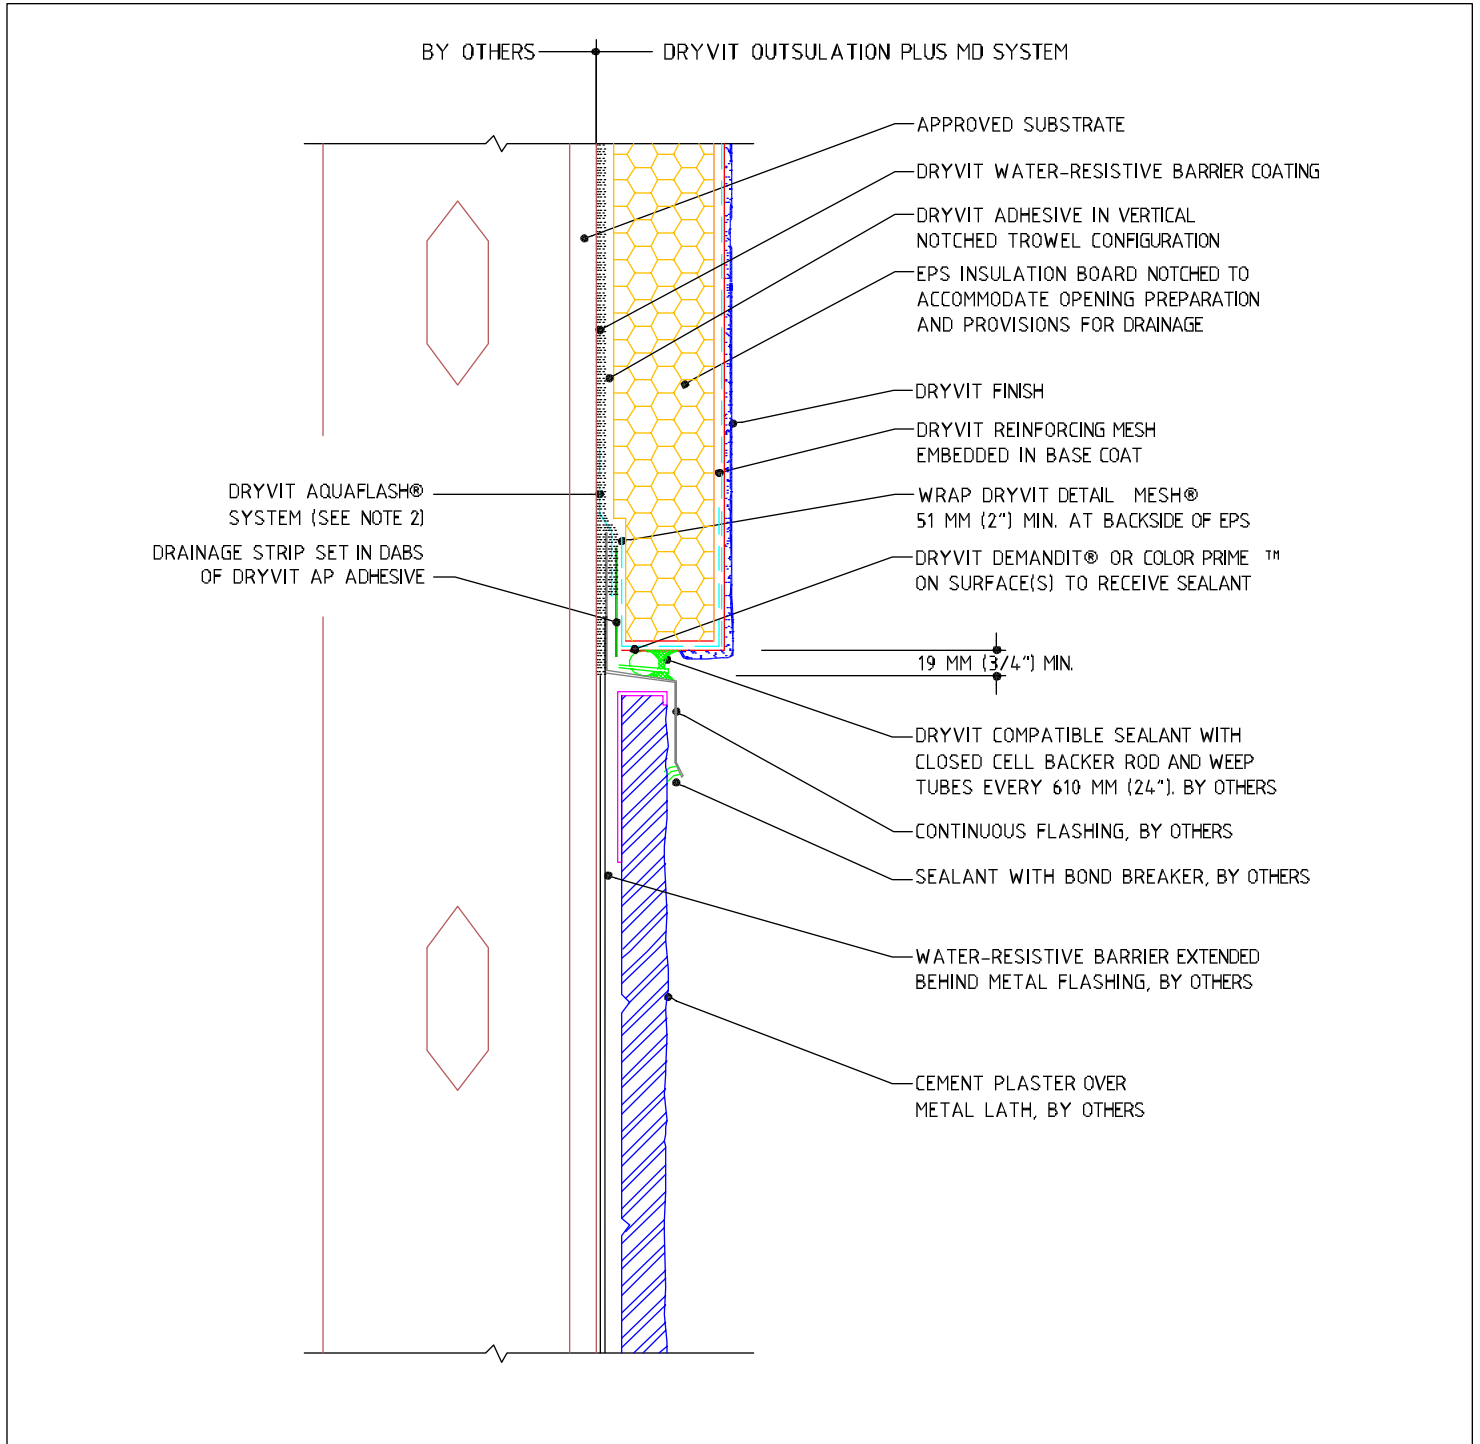 BY OTHERS
DRYVIT OUTSULATION PLUS MD SYSTEM
APPROVED SUBSTRATE
DRYVIT WATER-RESISTIVE BARRIER COATING
DRYVIT ADHESIVE IN VERTICAL
NOTCHED TROWEL CONFIGURATION
EPS INSULATION BOARD NOTCHED TO
ACCOMMODATE OPENING PREPARATION
AND PROVISIONS FOR DRAINAGE
DRYVIT FINISH
DRYVIT REINFORCING MESH
EMBEDDED IN BASE COAT
DRYVIT AQUAFLASH®
SYSTEM (SEE NOTE 2)
WRAP DRYVIT DETAIL MESH®
51 MM (2") MIN. AT BACKSIDE OF EPS
DRAINAGE STRIP SET IN DABS
OF DRYVIT AP ADHESIVE
DRYVIT DEMANDIT® OR COLOR PRIME ™
ON SURFACE(S) TO RECEIVE SEALANT
19 MM (3/4") MIN.
DRYVIT COMPATIBLE SEALANT WITH
CLOSED CELL BACKER ROD AND WEEP
TUBES EVERY 610 MM (24"). BY OTHERS
CONTINUOUS FLASHING, BY OTHERS
SEALANT WITH BOND BREAKER, BY OTHERS
WATER-RESISTIVE BARRIER EXTENDED
BEHIND METAL FLASHING, BY OTHERS
CEMENT PLASTER OVER
METAL LATH, BY OTHERS